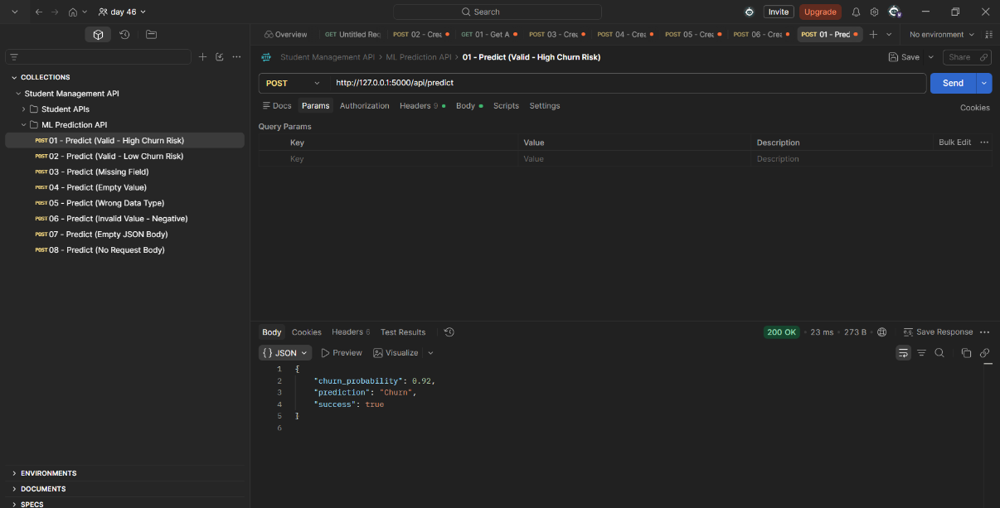 day 46
Search
Invite
Upgrade
Overview
GET Untitled Req
POST 02 - Crea
GET 01 - Get A
POST 03 - Crea
POST 04 - Crea
POST 05 - Crea
POST 06 - Crea
POST 01 - Pred
No environment
HTTP Student Management API > ML Prediction API > 01 - Predict (Valid - High Churn Risk)
Save
Share
COLLECTIONS
Student Management API
Student APIs
ML Prediction API
POST 01 - Predict (Valid - High Churn Risk)
POST 02 - Predict (Valid - Low Churn Risk)
POST 03 - Predict (Missing Field)
POST 04 - Predict (Empty Value)
POST 05 - Predict (Wrong Data Type)
POST 06 - Predict (Invalid Value - Negative)
POST 07 - Predict (Empty JSON Body)
POST 08 - Predict (No Request Body)
ENVIRONMENTS
DOCUMENTS
SPECS
POST
http://127.0.0.1:5000/api/predict
Send
Docs Params Authorization Headers 9 Body Scripts Settings
Cookies
Query Params
Key Value Description Bulk Edit
Key Value Description
Body Cookies Headers 6 Test Results
200 OK 23 ms 273 B
e.g. Save Response
{} JSON Preview Visualize
1 {
2 "churn_probability": 0.92,
3 "prediction": "Churn",
4 "success": true
5 }
6